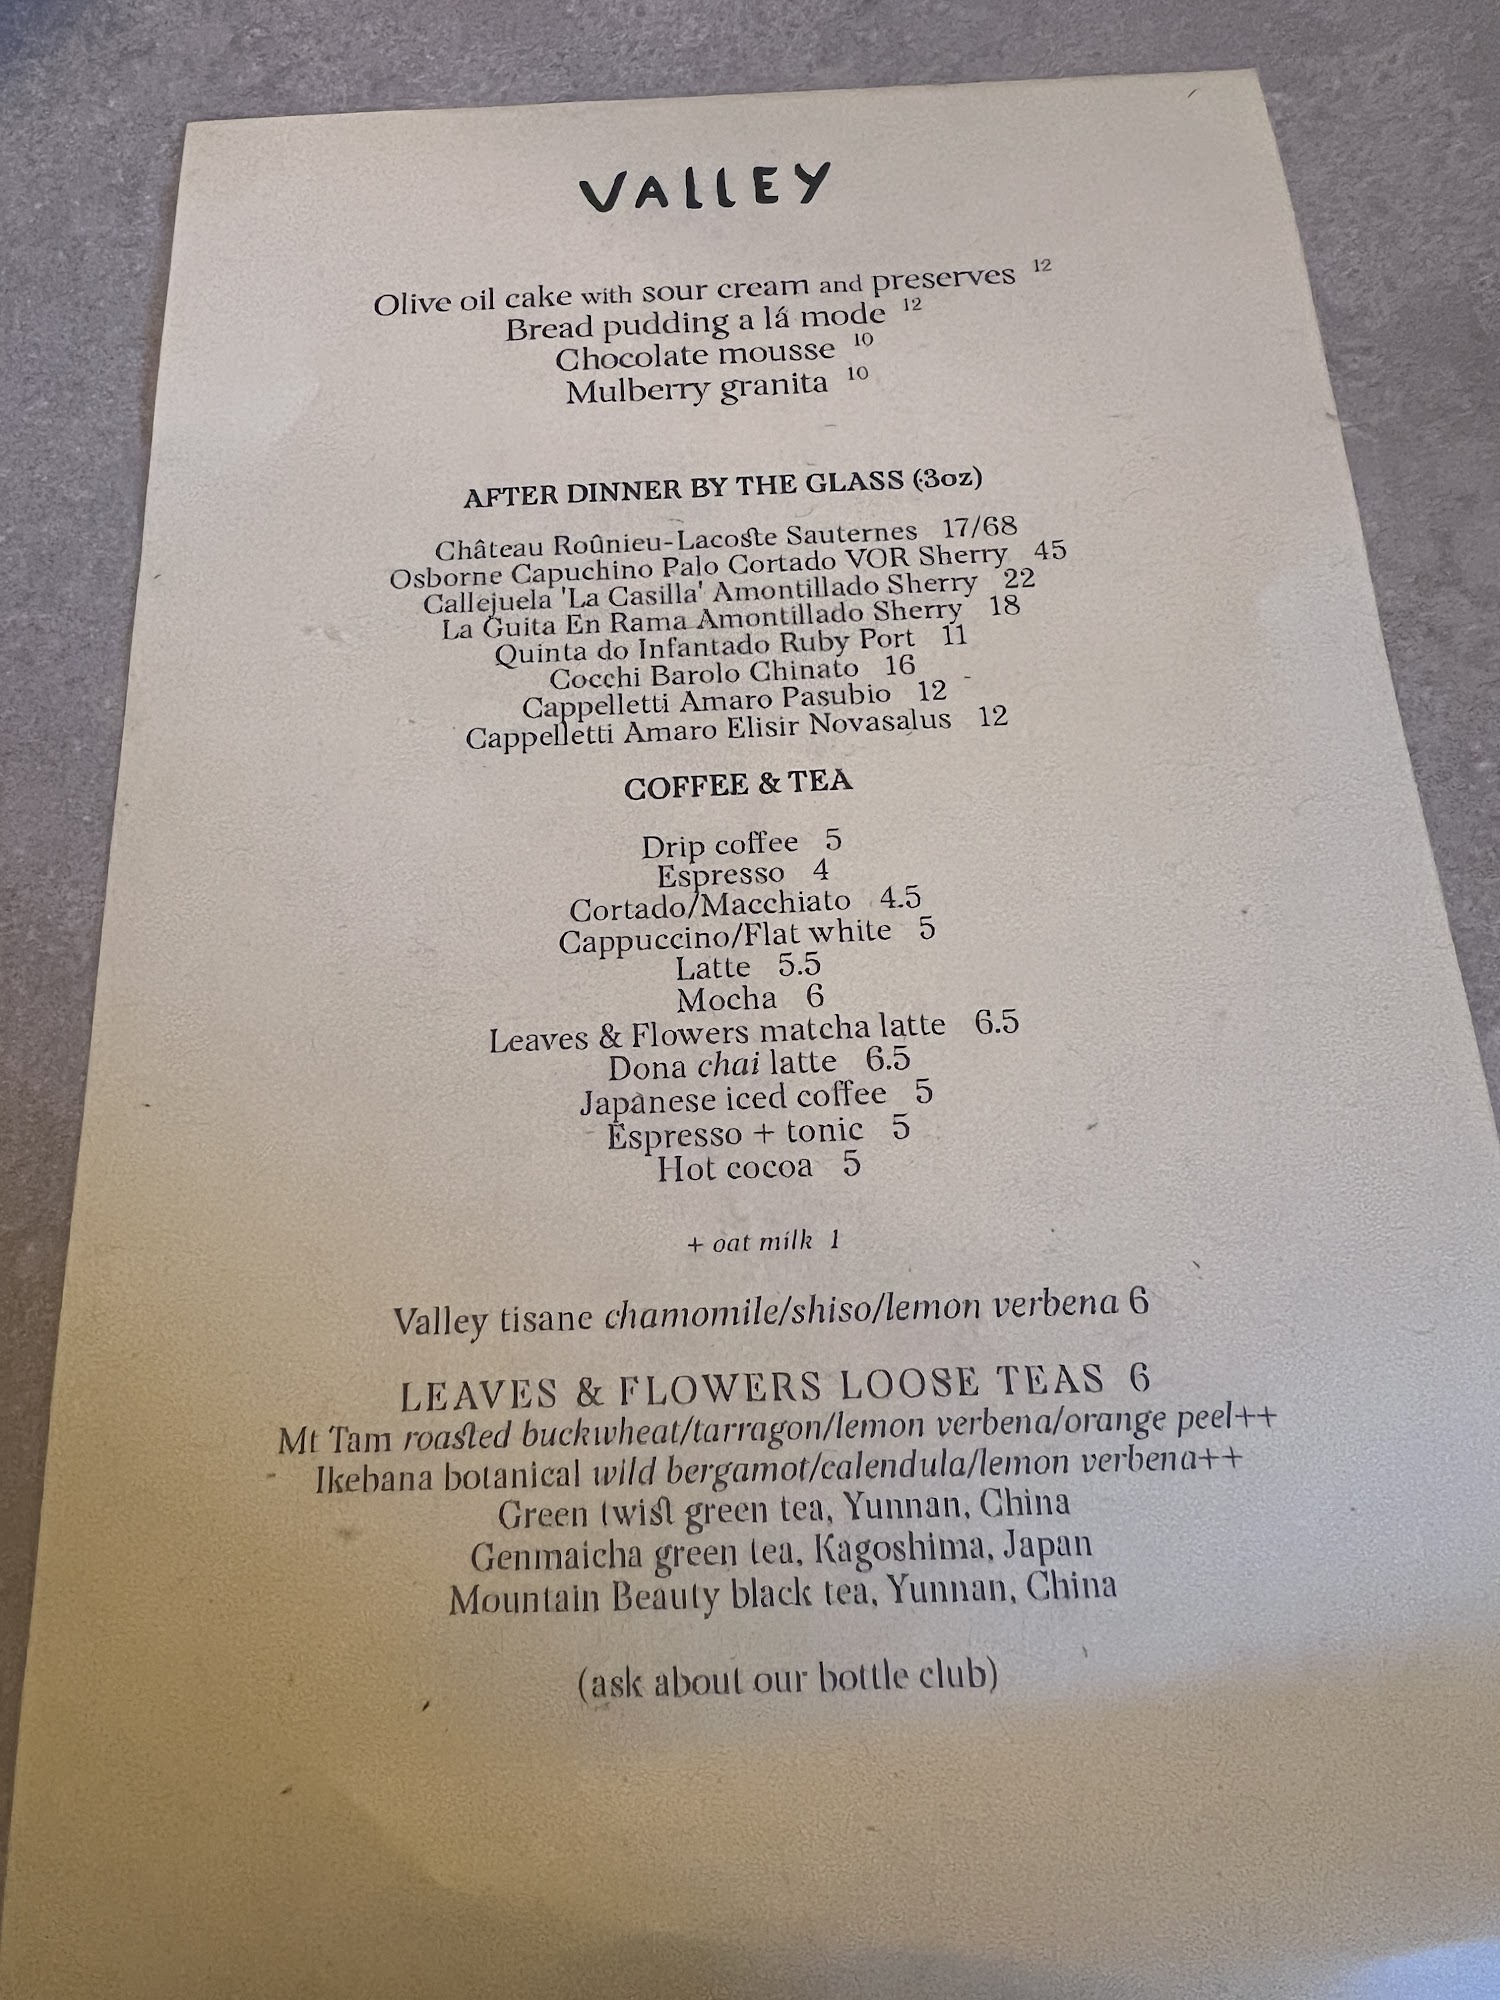 VALLEY
Olive oil cake with sour cream and preserves 12
Bread pudding a lá mode 12
Chocolate mousse 10
Mulberry granita 10
AFTER DINNER BY THE GLASS (3oz)
Château Roûnieu-Lacoste Sauternes 17/68
Osborne Capuchino Palo Cortado VOR Sherry 45
Callejuela 'La Casilla' Amontillado Sherry 22
La Guita En Rama Amontillado Sherry 18
Quinta do Infantado Ruby Port 11
Cocchi Barolo Chinato 16
Cappelletti Amaro Pasubio 12
Cappelletti Amaro Elisir Novasalus 12
COFFEE & TEA
Drip coffee 5
Espresso 4
Cortado/Macchiato 4.5
Cappuccino/Flat white 5
Latte 5.5
Mocha 6
Leaves & Flowers matcha latte 6.5
Dona chai latte 6.5
Japanese iced coffee 5
Espresso + tonic 5
Hot cocoa 5
+ oat milk 1
Valley tisane chamomile/shiso/lemon verbena 6
LEAVES & FLOWERS LOOSE TEAS 6
Mt Tam roasted buckwheat/tarragon/lemon verbena/orange peel++
Ikebana botanical wild bergamot/calendula/lemon verbena++
Green twist green tea, Yunnan, China
Genmaicha green tea, Kagoshima, Japan
Mountain Beauty black tea, Yunnan, China
(ask about our bottle club)